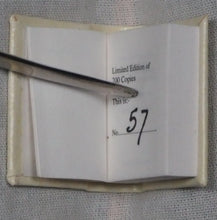 Limited Edition of
200 Copies
This is
No. 57